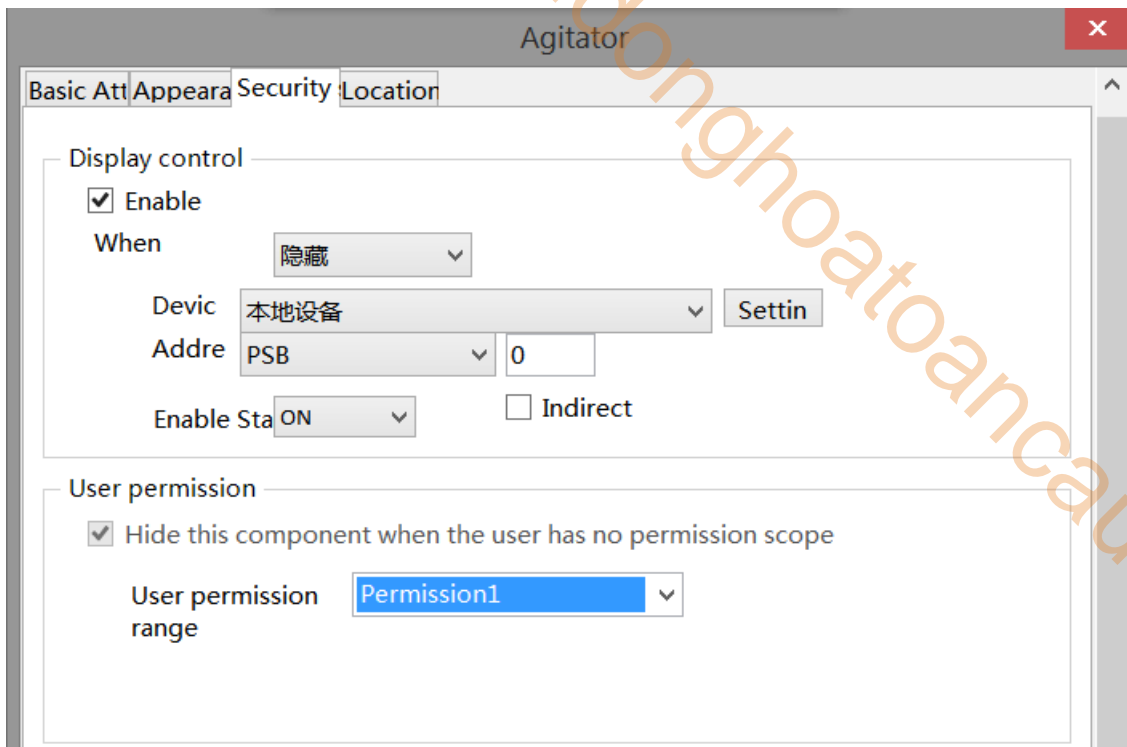 Agitator
Basic Att Appeara Security Location
Display control
Enable
When 隐藏
Devic 本地设备 Settin
Addre PSB 0
Enable Sta ON Indirect
User permission
Hide this component when the user has no permission scope
User permission Permission1
range
donghoatoancau